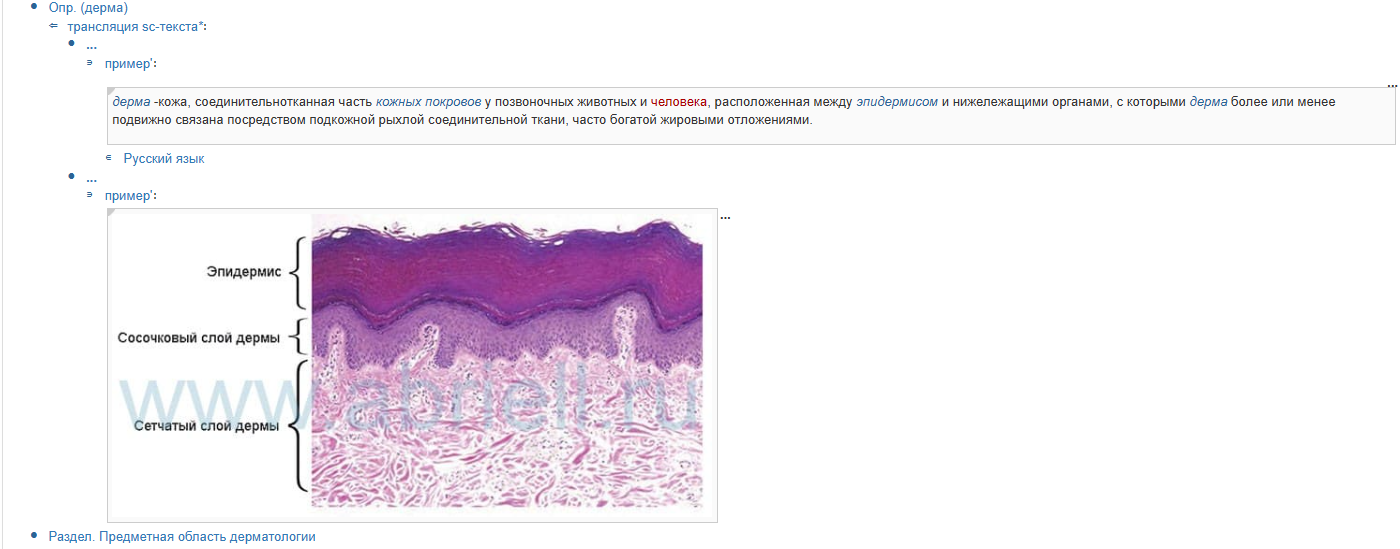 Опр. (дерма)
трансляция sc-текста*:
...
пример':
...
дерма -кожа, соединительнотканная часть кожных покровов у позвоночных животных и человека, расположенная между эпидермисом и нижележащими органами, с которыми дерма более или менее
подвижно связана посредством подкожной рыхлой соединительной ткани, часто богатой жировыми отложениями.
Русский язык
...
пример':
...
Эпидермис
Сосочковый слой дермы
www.abriell.ru
Сетчатый слой дермы
Раздел. Предметная область дерматологии